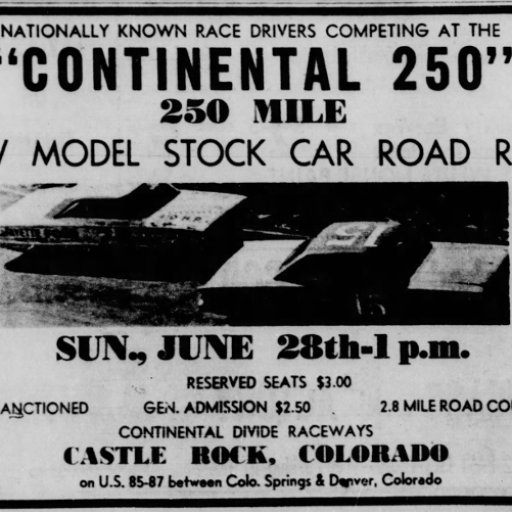 NATIONALLY KNOWN RACE DRIVERS COMPETING AT THE
"CONTINENTAL 250"
250 MILE
MODEL STOCK CAR ROAD R
SUN., JUNE 28th-1 p.m.
RESERVED SEATS $3.00
ANCTIONED GEN. ADMISSION $2.50 2.8 MILE ROAD CO
CONTINENTAL DIVIDE RACEWAYS
CASTLE ROCK, COLORADO
on U.S. 85-87 between Colo. Springs & Denver, Colorado